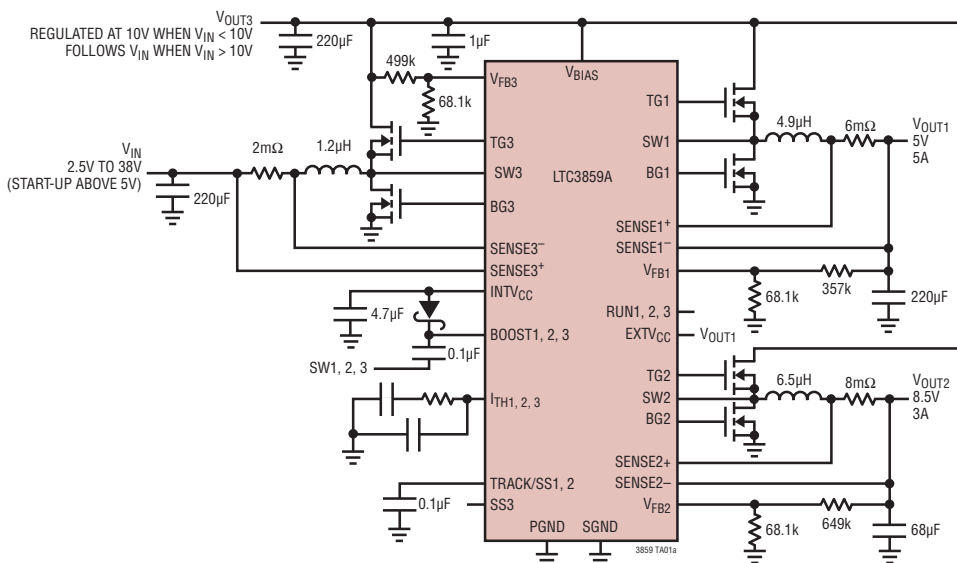 VOUT3
REGULATED AT 10V WHEN VIN < 10V
FOLLOWS VIN WHEN VIN > 10V
220µF
1µF
499k
68.1k
VIN
2.5V TO 38V
(START-UP ABOVE 5V)
220µF
2mΩ
1.2µH
VFB3
TG3
SW3
BG3
SENSE3–
SENSE3+
INTVCC
4.7µF
BOOST1, 2, 3
0.1µF
SW1, 2, 3
ITH1, 2, 3
TRACK/SS1, 2
0.1µF
SS3
VBIAS
LTC3859A
PGND
SGND
TG1
SW1
BG1
SENSE1+
SENSE1–
VFB1
RUN1, 2, 3
EXTVCC
VOUT1
TG2
SW2
BG2
SENSE2+
SENSE2–
VFB2
4.9µH
6mΩ
VOUT1
5V
5A
68.1k
357k
220µF
6.5µH
8mΩ
VOUT2
8.5V
3A
68.1k
649k
68µF
3859 TA01a